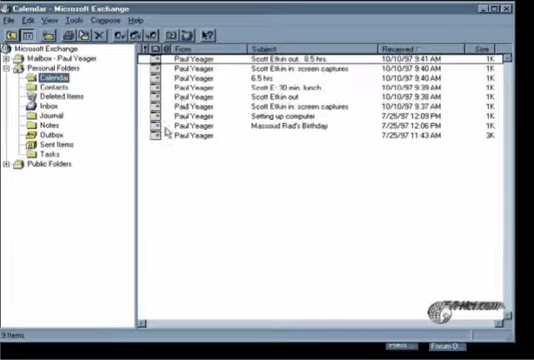 Calendar - Microsoft Exchange
File Edit View Tools Compose Help
From Subject Received Size
Microsoft Exchange
Mailbox - Paul Yeager
Personal Folders
Calendar
Contacts
Deleted Items
Inbox
Journal
Notes
Outbox
Sent Items
Tasks
Public Folders
Paul Yeager Scott Etkin out. 8.5 hrs. 10/10/97 9:41 AM 1K
Paul Yeager Scott Etkin in: screen captures 10/10/97 9:40 AM 1K
Paul Yeager 6.5 hrs 10/10/97 9:40 AM 1K
Paul Yeager Scott E: 30 min. lunch 10/10/97 9:39 AM 1K
Paul Yeager Scott Etkin out 10/10/97 9:38 AM 1K
Paul Yeager Scott Etkin in: screen captures 10/10/97 9:37 AM 1K
Paul Yeager Setting up computer 7/25/97 12:09 PM 1K
Paul Yeager Massoud Rad's Birthday 7/25/97 12:06 PM 1K
Paul Yeager 7/25/97 11:43 AM 3K
9 Items
Forum O...